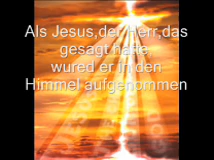 Als Jesus,der Herr,das
gesagt hatte,
wured er in den
Himmel aufgenommen